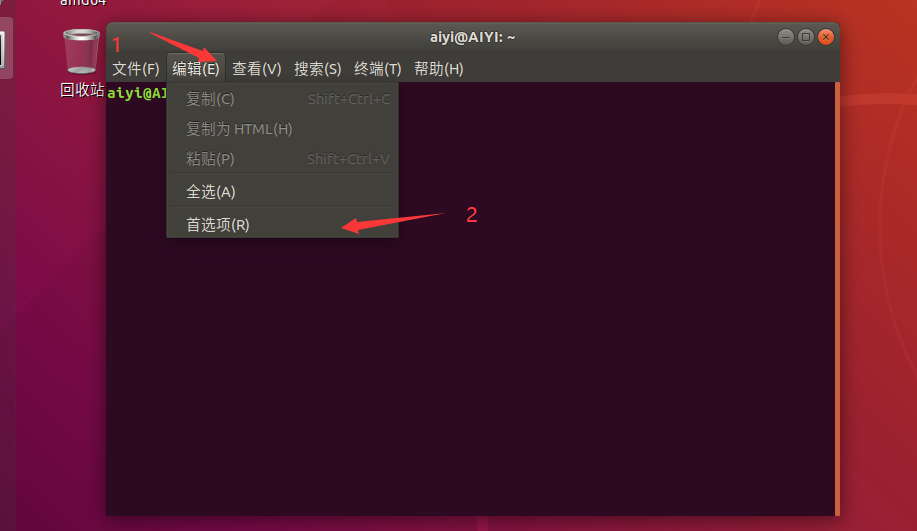 amd64
aiyi@AIYI: ~
1
文件(F) 编辑(E) 查看(V) 搜索(S) 终端(T) 帮助(H)
回收站
aiyi@AI
复制(C) Shift+Ctrl+C
复制为 HTML(H)
粘贴(P) Shift+Ctrl+V
全选(A)
首选项(R)
2